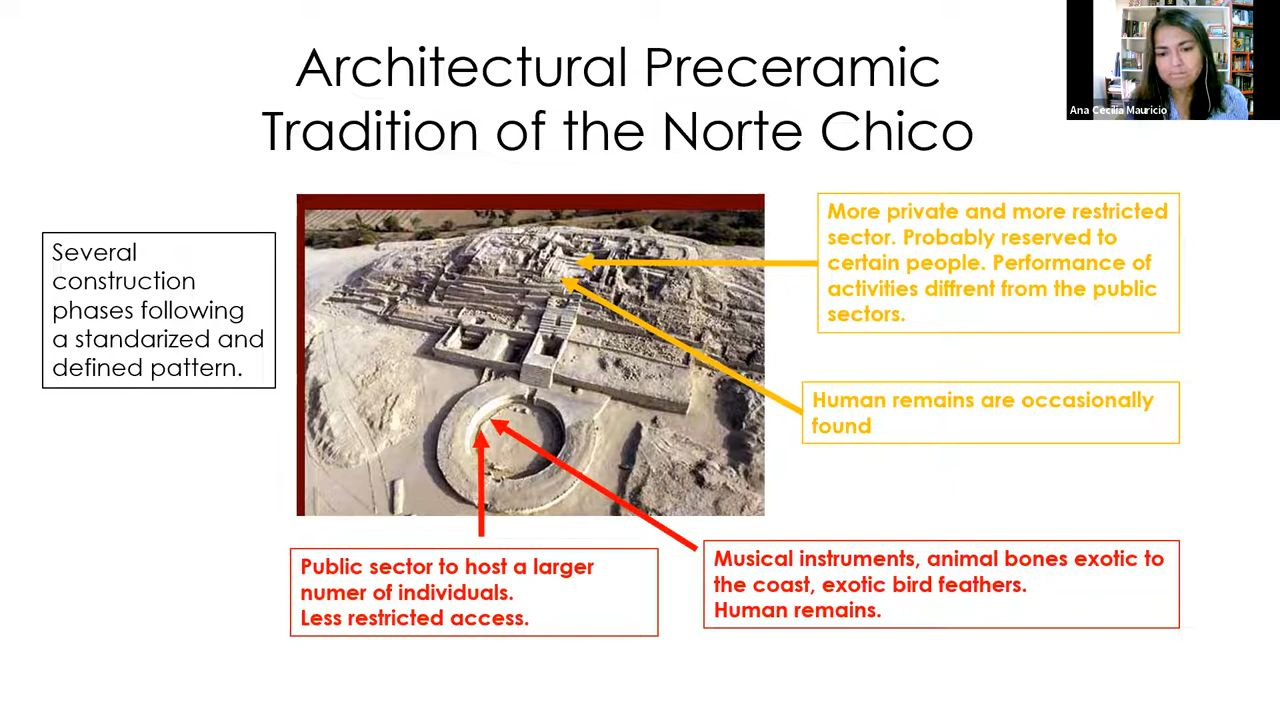 Architectural Preceramic
Tradition of the Norte Chico
Ana Cecilia Mauricio
Several
construction
phases following
a standarized and
defined pattern.
More private and more restricted
sector. Probably reserved to
certain people. Performance of
activities diffrent from the public
sectors.
Human remains are occasionally
found
Public sector to host a larger
numer of individuals.
Less restricted access.
Musical instruments, animal bones exotic to
the coast, exotic bird feathers.
Human remains.